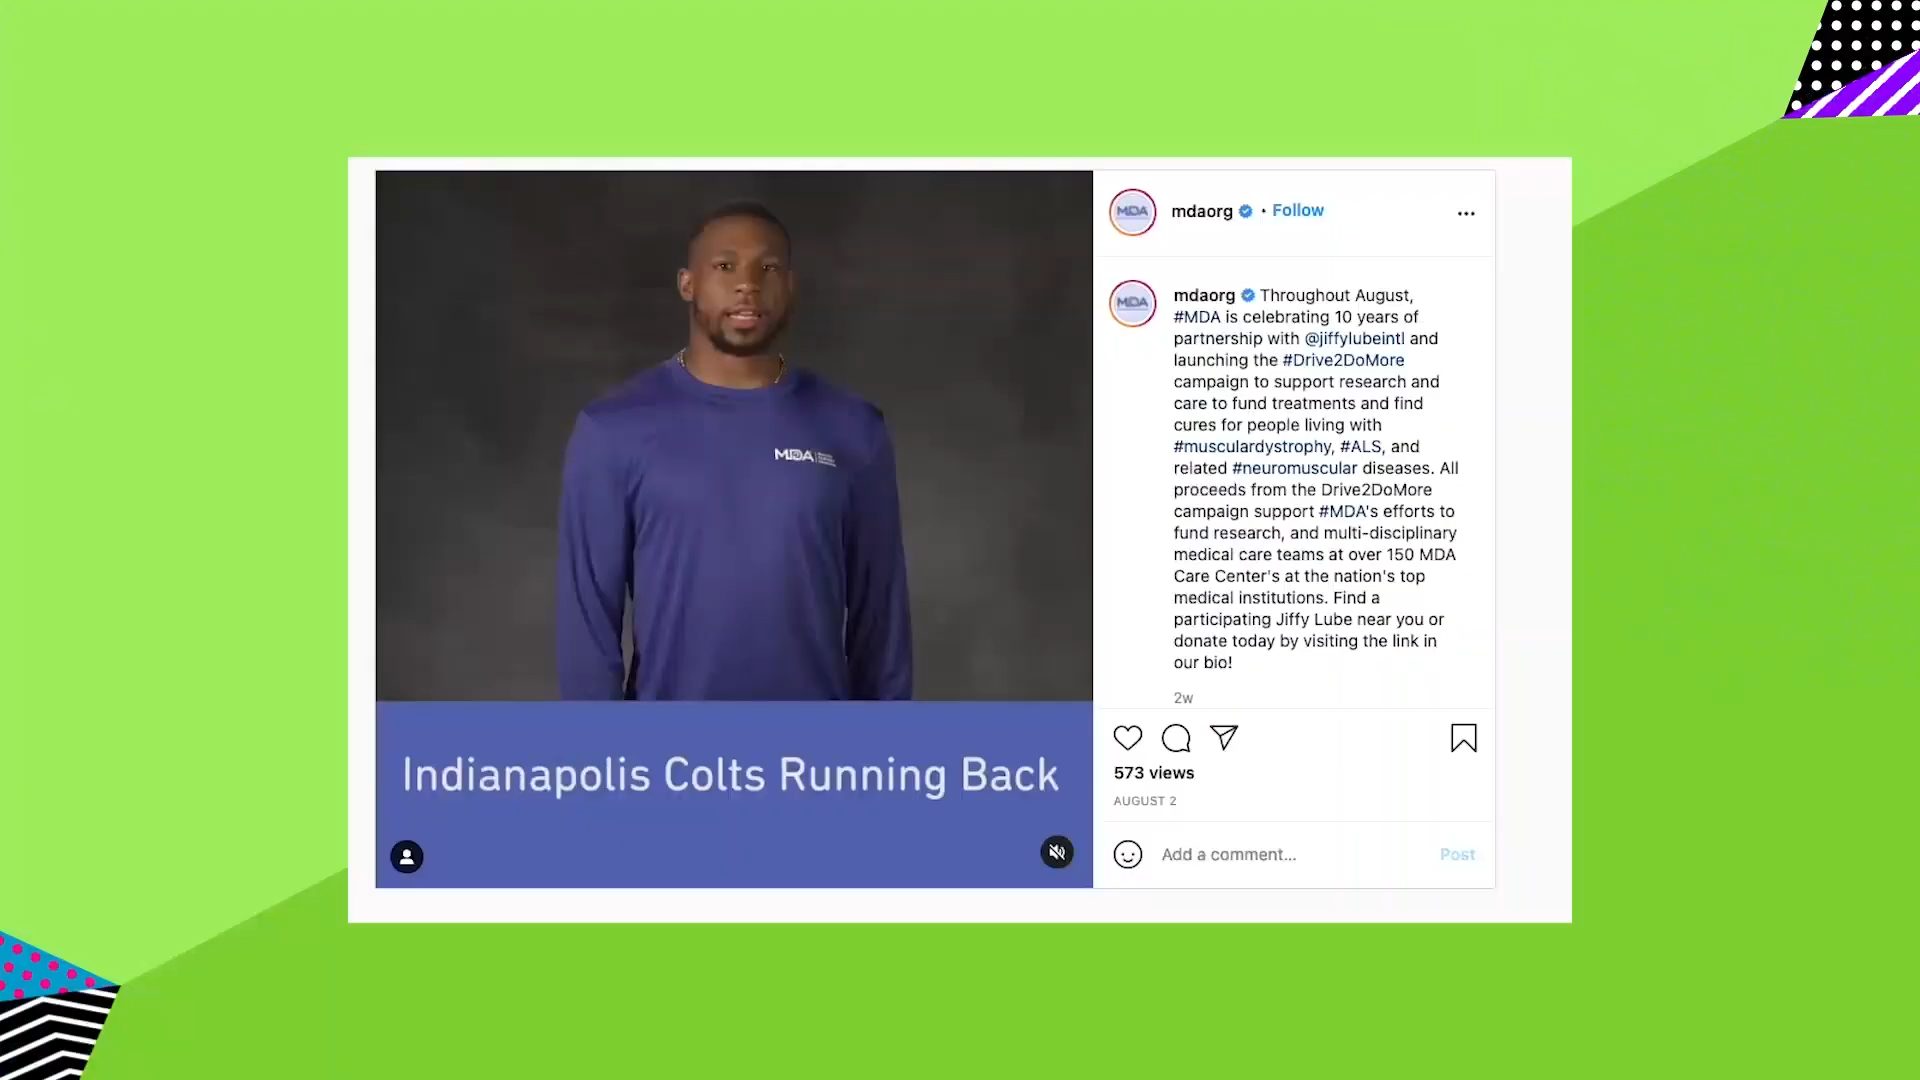 MDA
mdaorg • Follow
MDA
mdaorg Throughout August,
#MDA is celebrating 10 years of
partnership with @jiffylubeintl and
launching the #Drive2DoMore
campaign to support research and
care to fund treatments and find
cures for people living with
#musculardystrophy, #ALS, and
related #neuromuscular diseases. All
proceeds from the Drive2DoMore
campaign support #MDA's efforts to
fund research, and multi-disciplinary
medical care teams at over 150 MDA
Care Center's at the nation's top
medical institutions. Find a
participating Jiffy Lube near you or
donate today by visiting the link in
our bio!
2w
573 views
AUGUST 2
Add a comment... Post
MDA
Indianapolis Colts Running Back